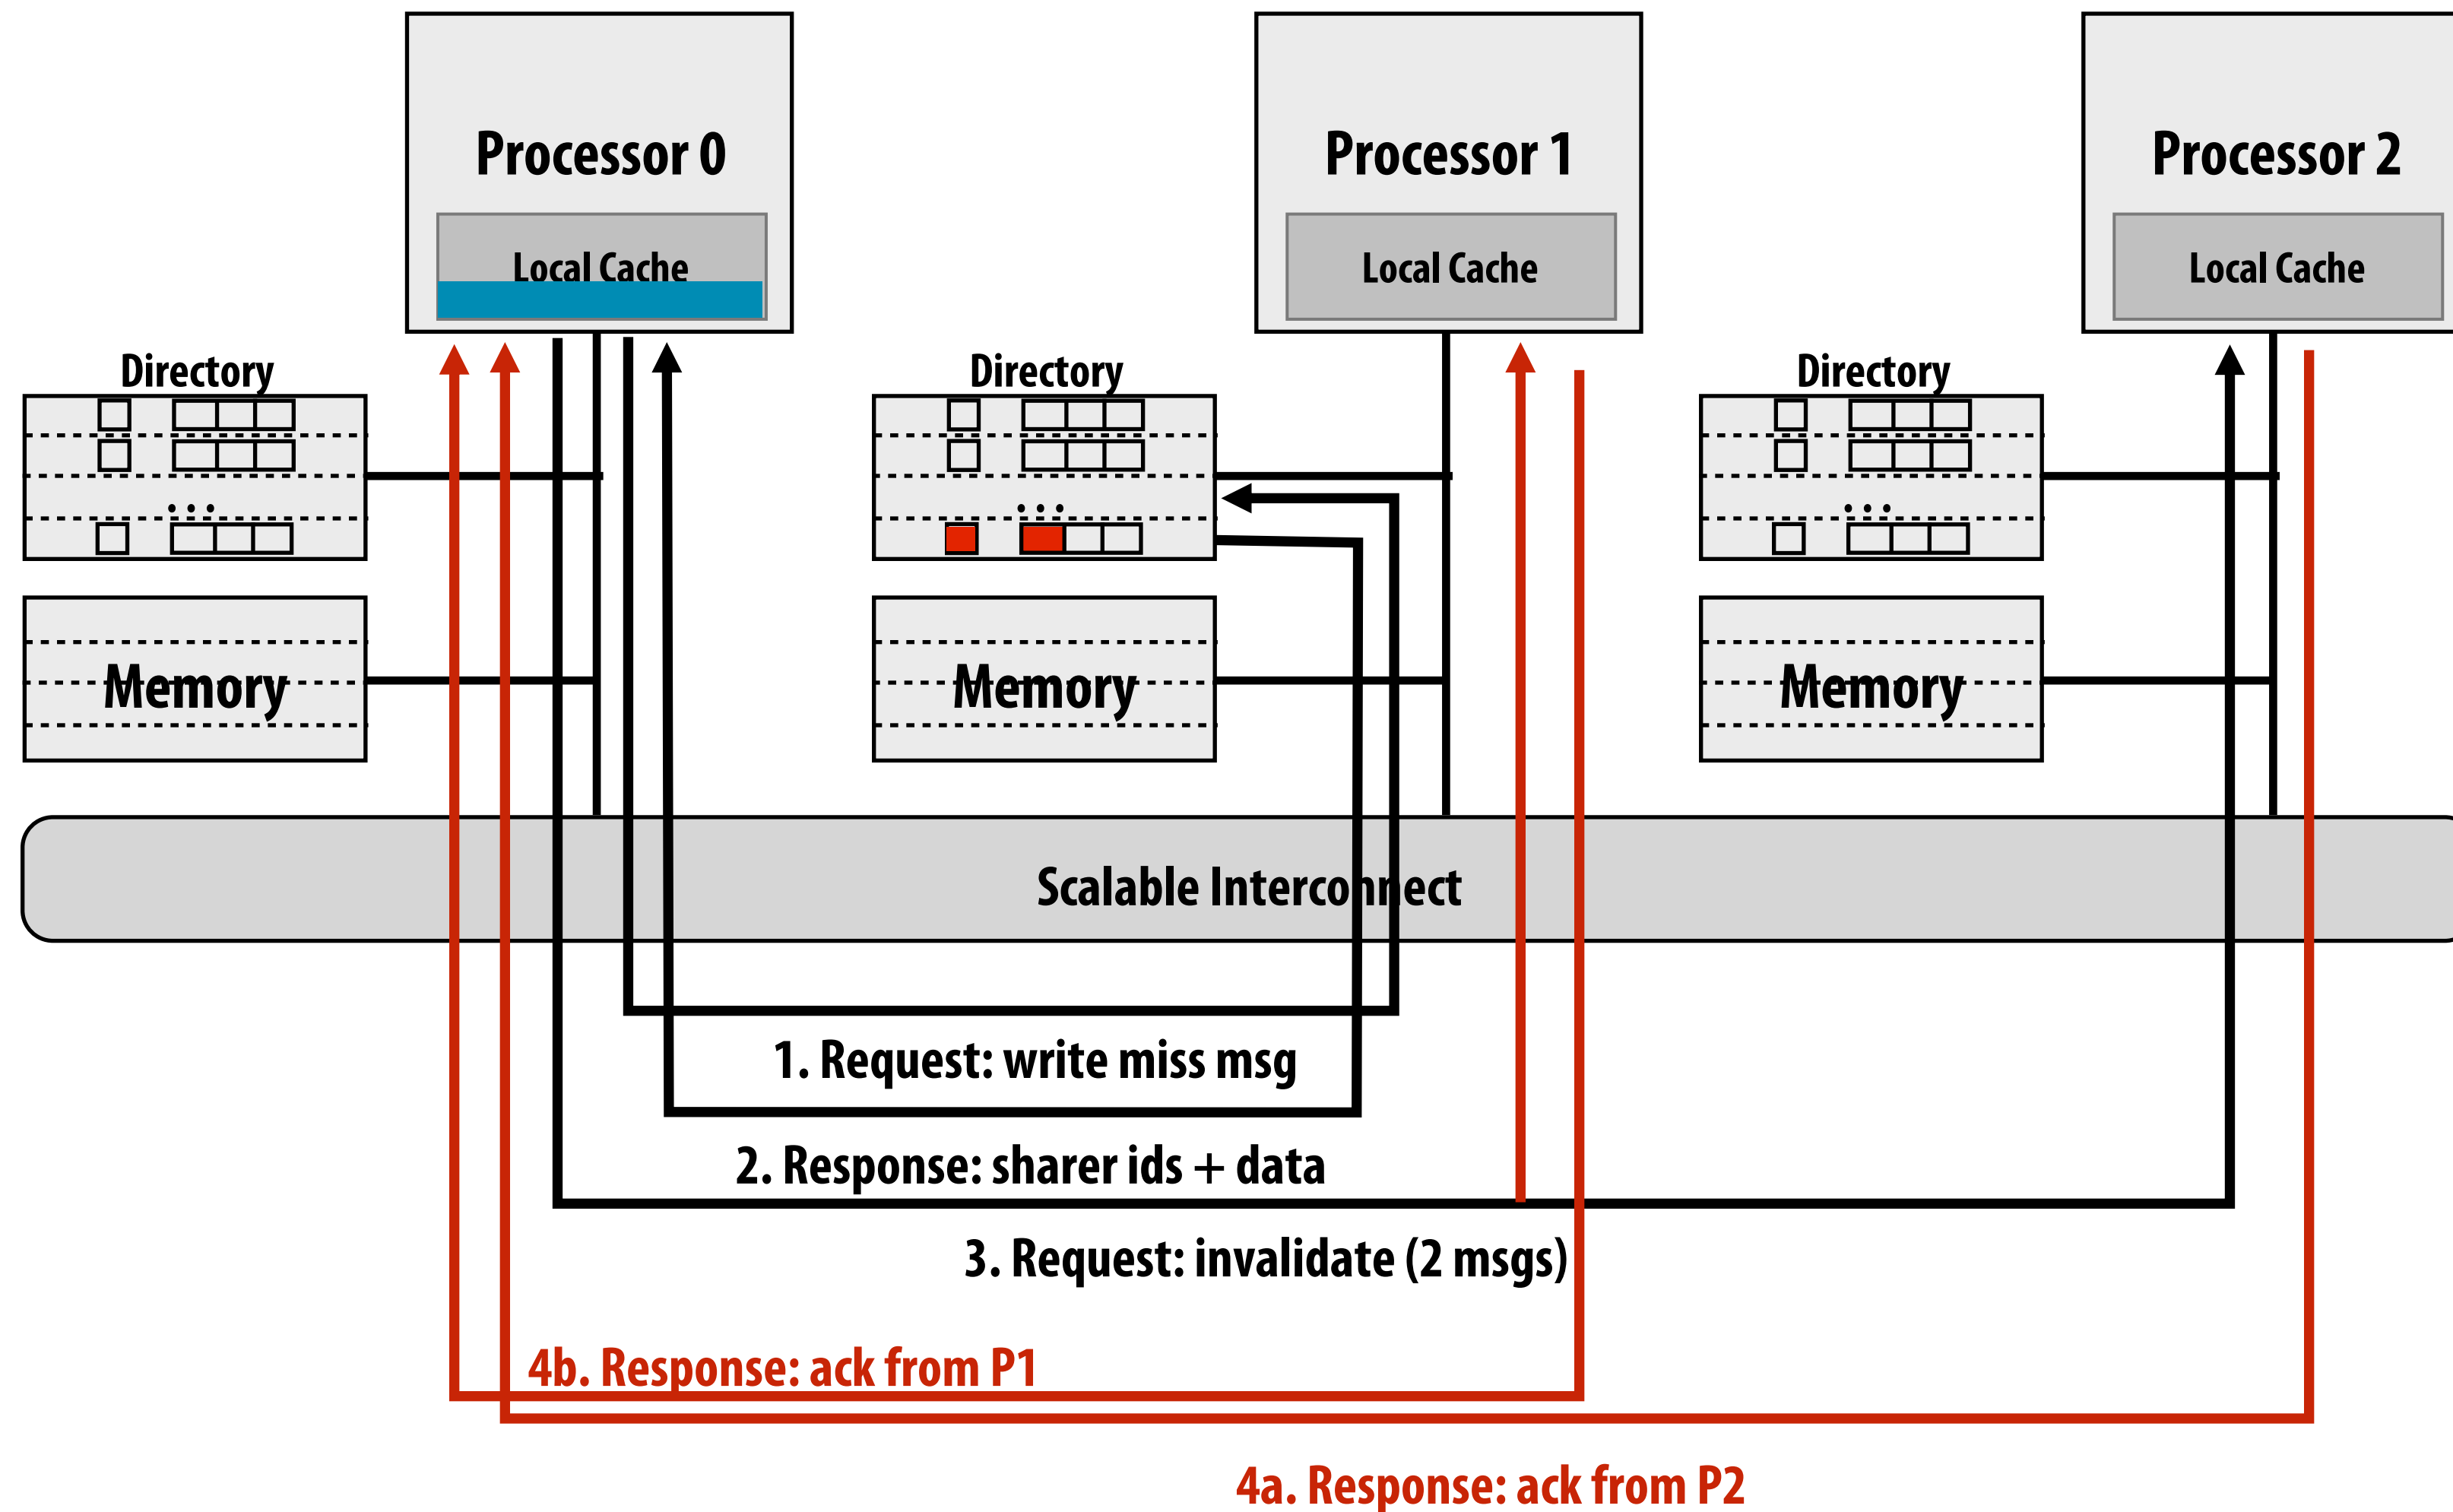 Processor 0
Processor 1
Processor 2
Local Cache
Local Cache
Local Cache
Directory
Directory
Directory
...
...
...
Memory
Memory
Memory
Scalable Interconnect
1. Request: write miss msg
2. Response: sharer ids + data
3. Request: invalidate (2 msgs)
4b. Response: ack from P1
4a. Response: ack from P2